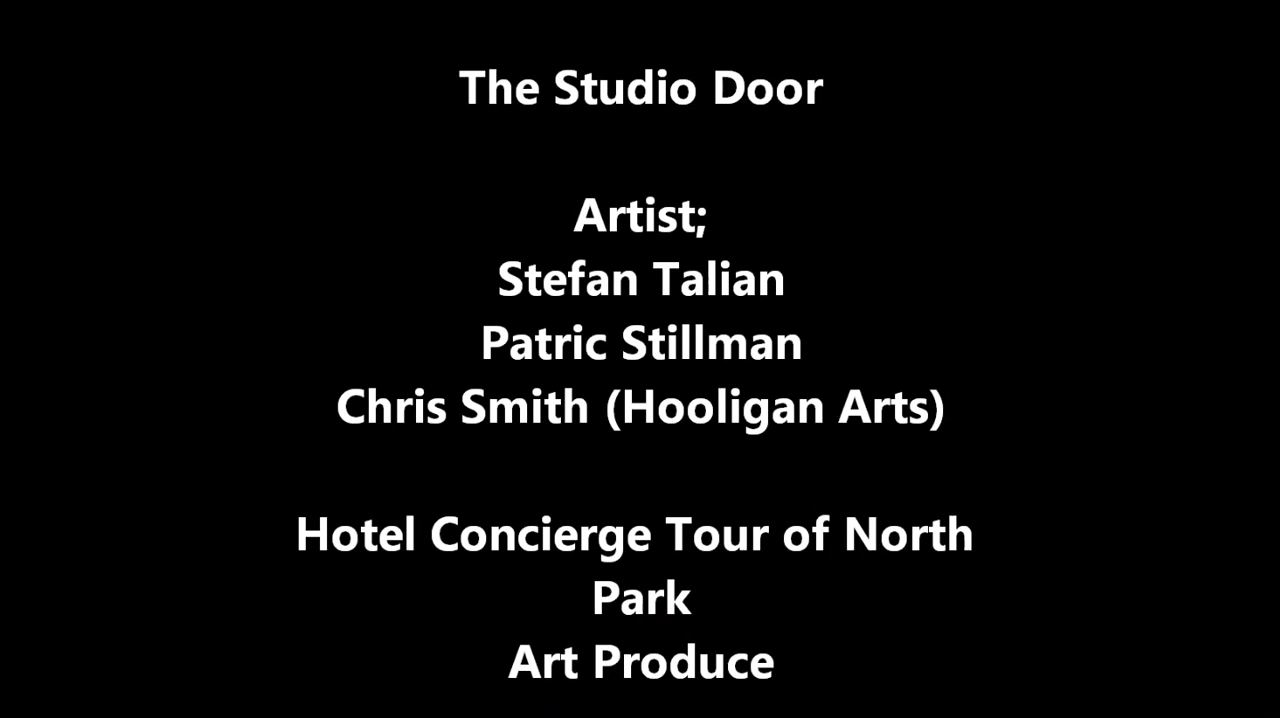 The Studio Door
Artist;
Stefan Talian
Patric Stillman
Chris Smith (Hooligan Arts)
Hotel Concierge Tour of North
Park
Art Produce